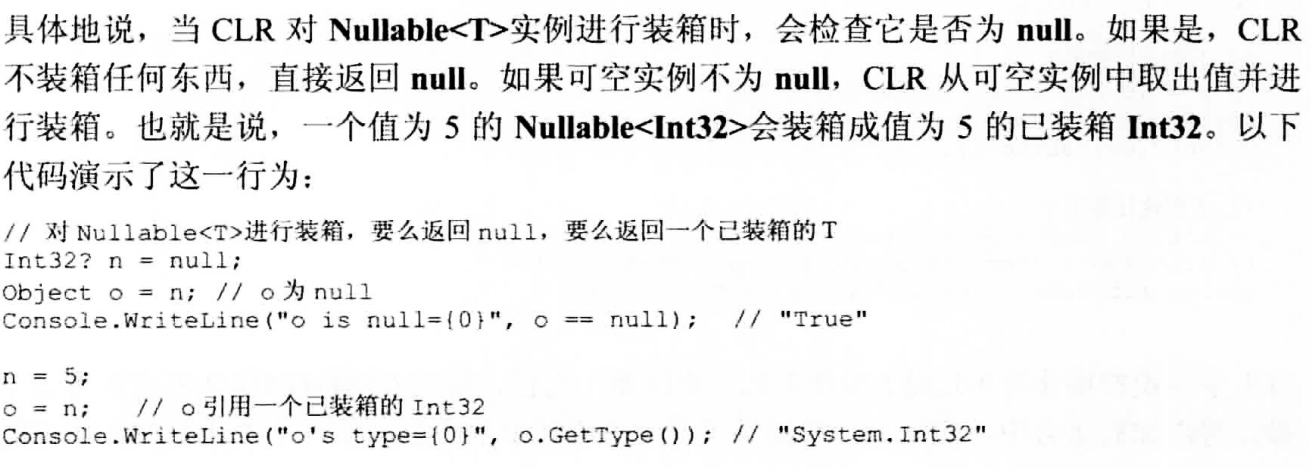 具体地说，当 CLR 对 Nullable<T>实例进行装箱时，会检查它是否为 null。如果是，CLR
不装箱任何东西，直接返回 null。如果可空实例不为 null，CLR 从可空实例中取出值并进
行装箱。也就是说，一个值为 5 的 Nullable<Int32>会装箱成值为 5 的已装箱 Int32。以下
代码演示了这一行为：
// 对 Nullable<T>进行装箱，要么返回 null，要么返回一个已装箱的 T
Int32? n = null;
Object o = n; // o 为 null
Console.WriteLine("o is null={0}", o == null); // "True"
n = 5;
o = n; // o 引用一个已装箱的 Int32
Console.WriteLine("o's type={0}", o.GetType()); // "System.Int32"